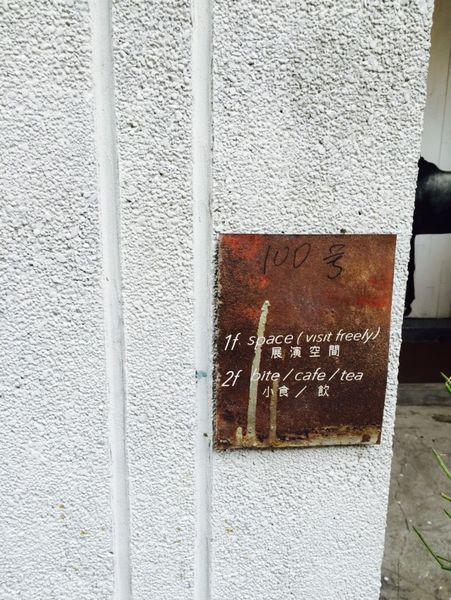 100号
1f space (visit freely)
展演空間
2f bite / cafe / tea
小食 / 飲